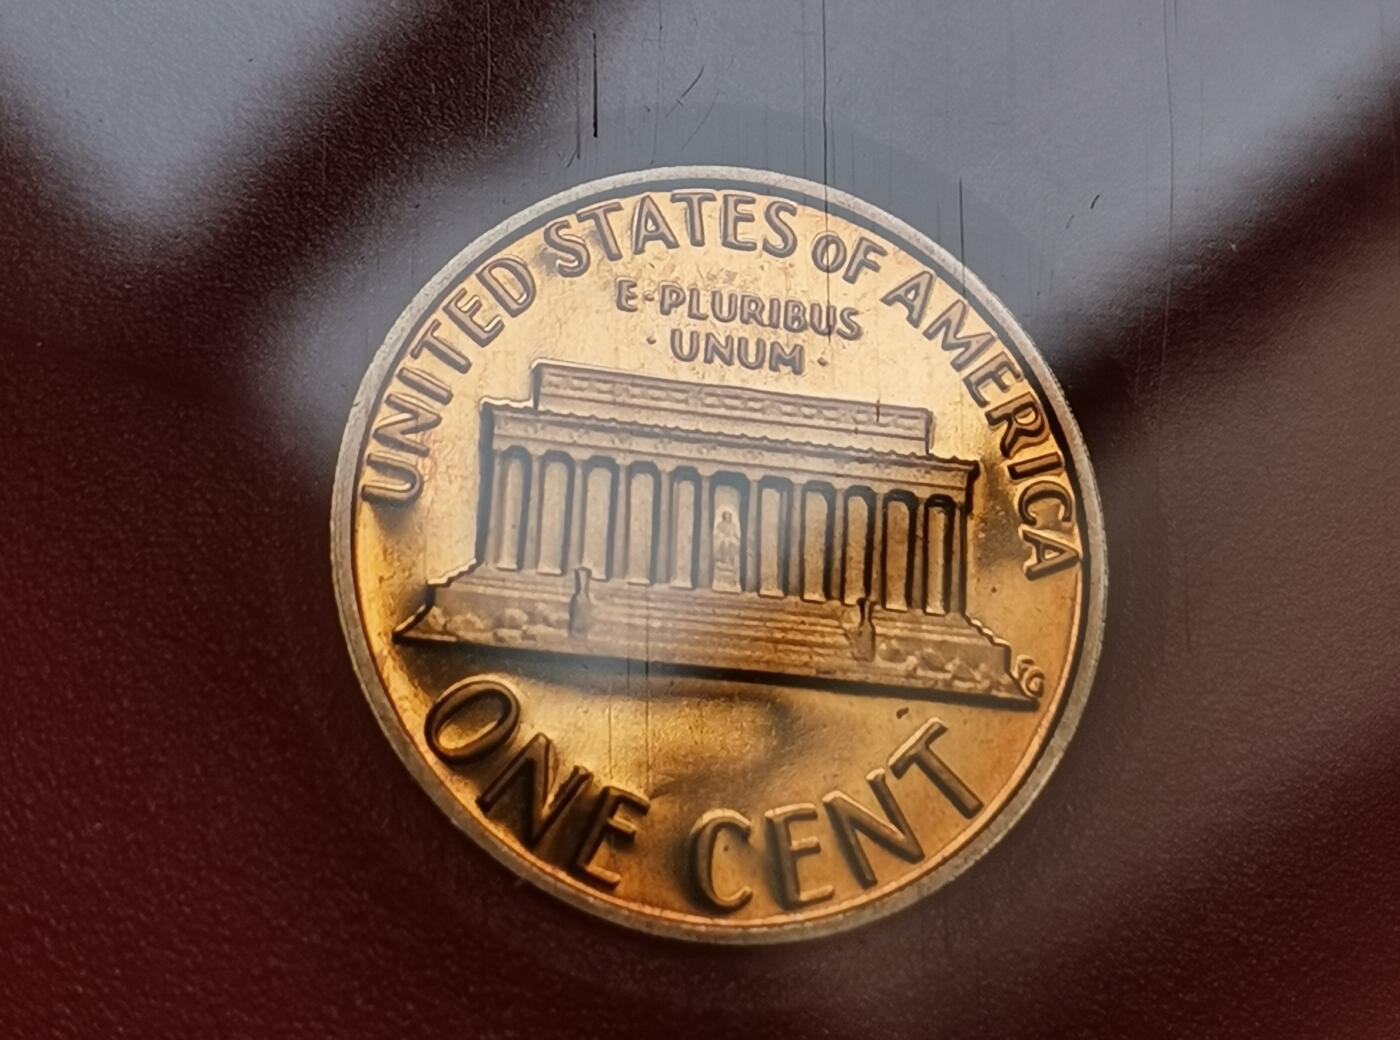 UNITED STATES OF AMERICA
E·PLURIBUS
·UNUM·
ONE CENT
FG